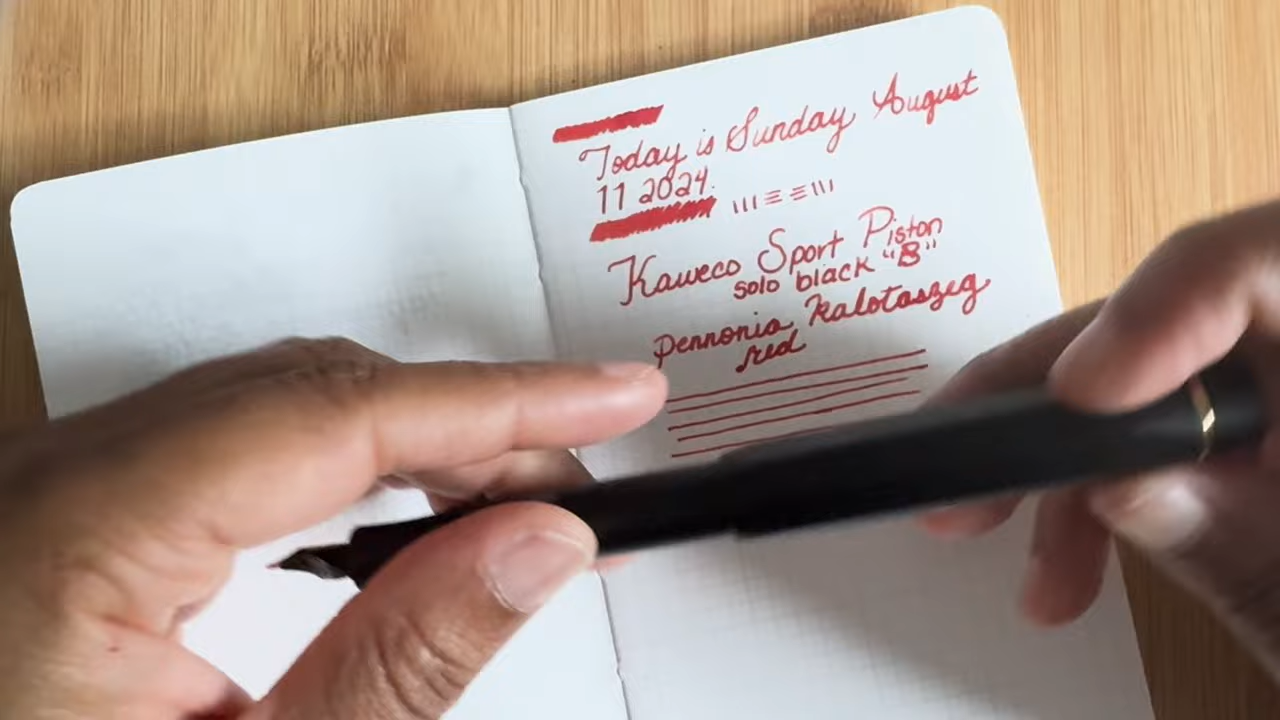 Today is Sunday August
11 2024.
Kaweco Sport Piston
solo black "B"
Pennonia Kalotaszeg
red